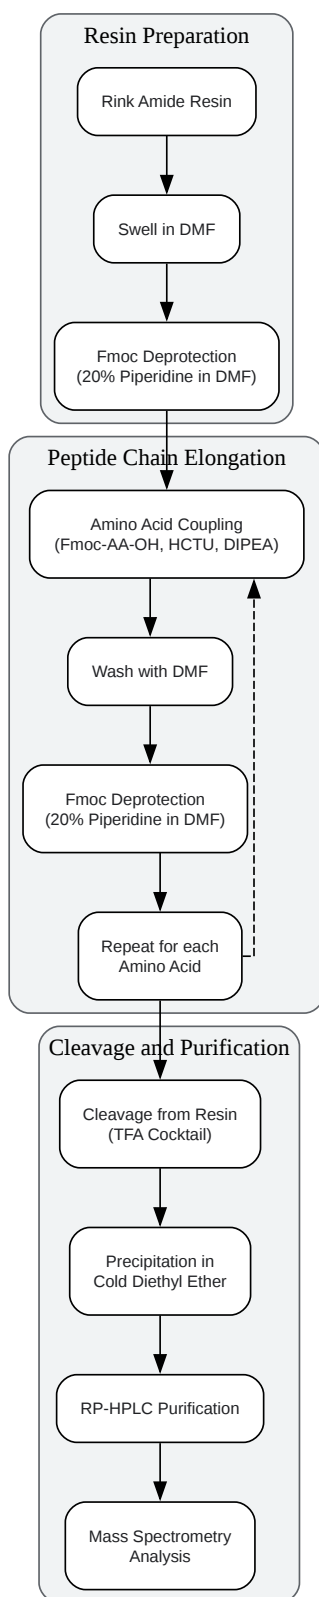 Resin Preparation
Rink Amide Resin
Swell in DMF
Fmoc Deprotection
(20% Piperidine in DMF)
Peptide Chain Elongation
Amino Acid Coupling
(Fmoc-AA-OH, HCTU, DIPEA)
Wash with DMF
Fmoc Deprotection
(20% Piperidine in DMF)
Repeat for each
Amino Acid
Cleavage and Purification
Cleavage from Resin
(TFA Cocktail)
Precipitation in
Cold Diethyl Ether
RP-HPLC Purification
Mass Spectrometry
Analysis